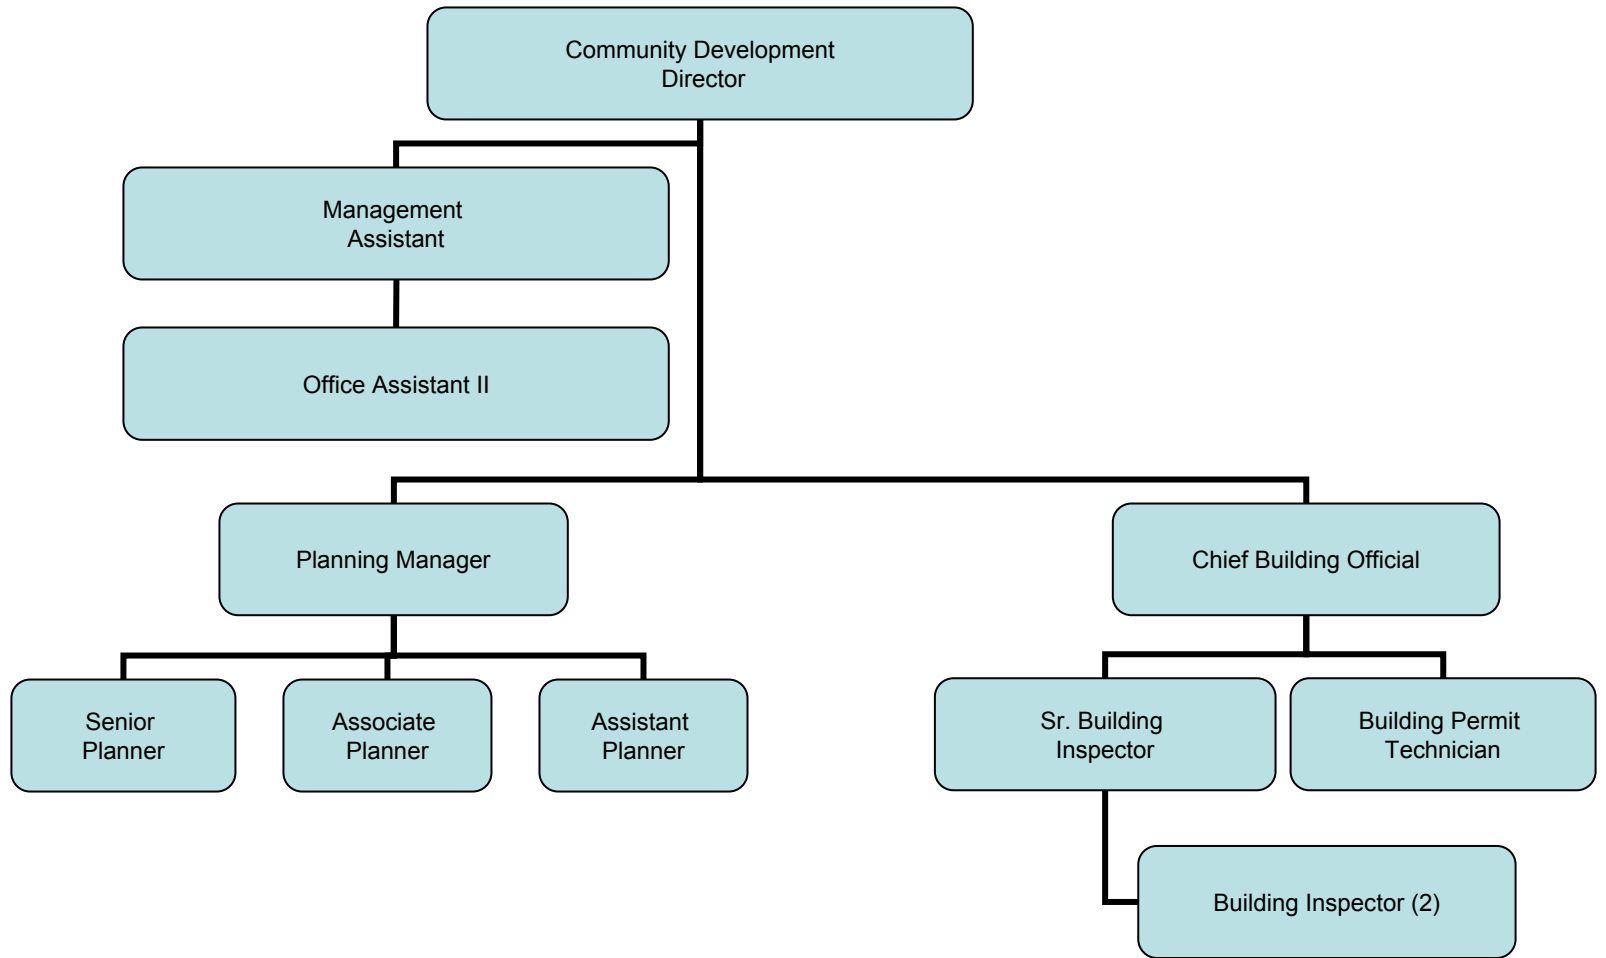 Community Development
Director
Management
Assistant
Office Assistant II
Planning Manager
Chief Building Official
Senior
Planner
Associate
Planner
Assistant
Planner
Sr. Building
Inspector
Building Permit
Technician
Building Inspector (2)